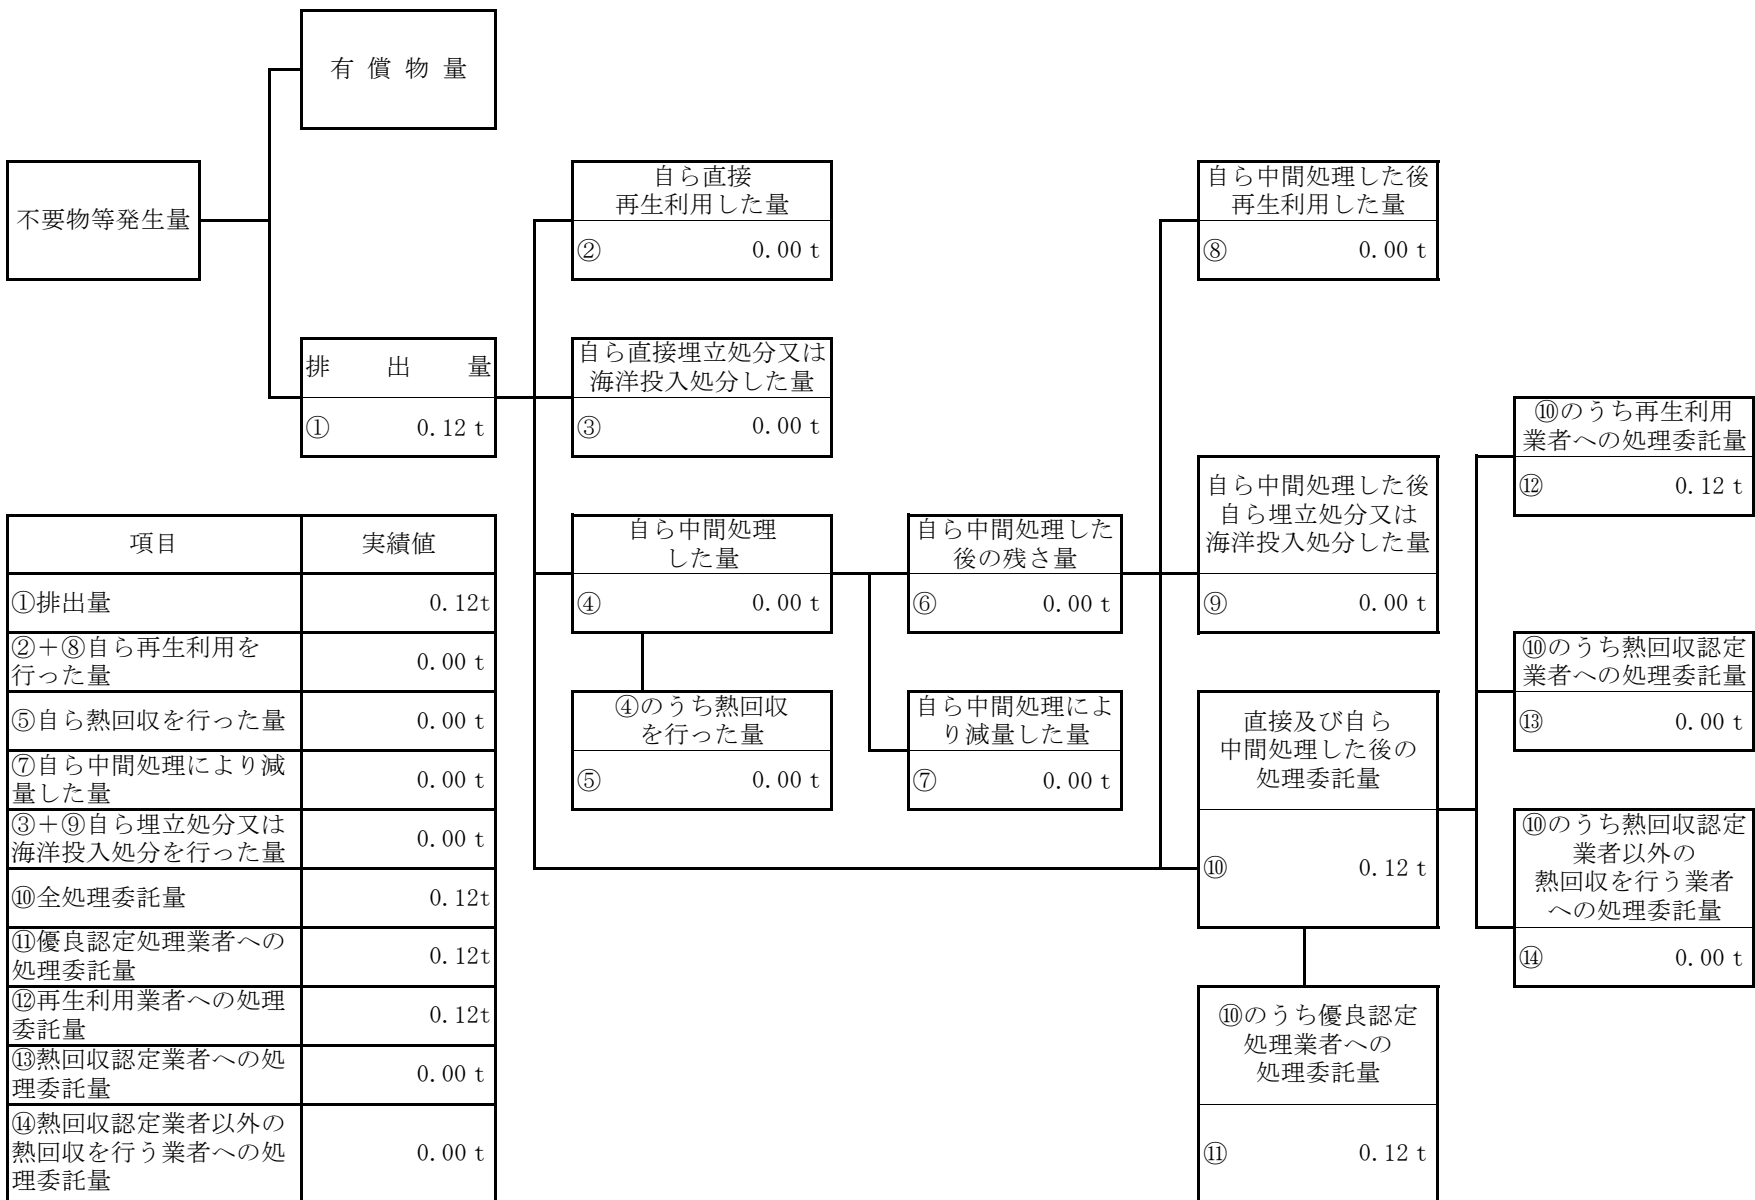 有 償 物 量
不要物等発生量
排 出 量
① 0.12 t
自ら直接
再生利用した量
② 0.00 t
自ら直接埋立処分又は
海洋投入処分した量
③ 0.00 t
自ら中間処理
した量
④ 0.00 t
④のうち熱回収
を行った量
⑤ 0.00 t
自ら中間処理した
後の残さ量
⑥ 0.00 t
自ら中間処理によ
り減量した量
⑦ 0.00 t
自ら中間処理した後
再生利用した量
⑧ 0.00 t
自ら中間処理した後
自ら埋立処分又は
海洋投入処分した量
⑨ 0.00 t
直接及び自ら
中間処理した後の
処理委託量
⑩ 0.12 t
⑩のうち優良認定
処理業者への
処理委託量
⑪ 0.12 t
⑩のうち再生利用
業者への処理委託量
⑫ 0.12 t
⑩のうち熱回収認定
業者への処理委託量
⑬ 0.00 t
⑩のうち熱回収認定
業者以外の
熱回収を行う業者
への処理委託量
⑭ 0.00 t
項目 実績値
①排出量 0.12t
②＋⑧自ら再生利用を
行った量 0.00 t
⑤自ら熱回収を行った量 0.00 t
⑦自ら中間処理により減
量した量 0.00 t
③＋⑨自ら埋立処分又は
海洋投入処分を行った量 0.00 t
⑩全処理委託量 0.12t
⑪優良認定処理業者への
処理委託量 0.12t
⑫再生利用業者への処理
委託量 0.12t
⑬熱回収認定業者への処
理委託量 0.00 t
⑭熱回収認定業者以外の
熱回収を行う業者への処
理委託量 0.00 t